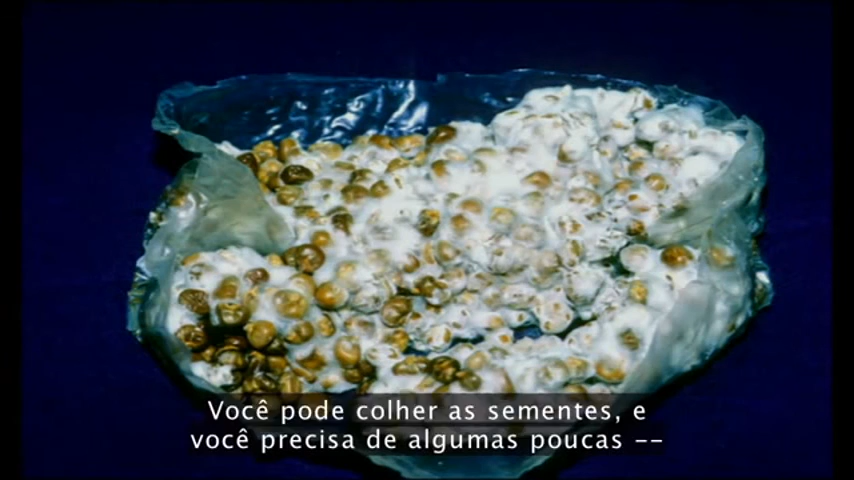 Você pode colher as sementes, e
você precisa de algumas poucas --